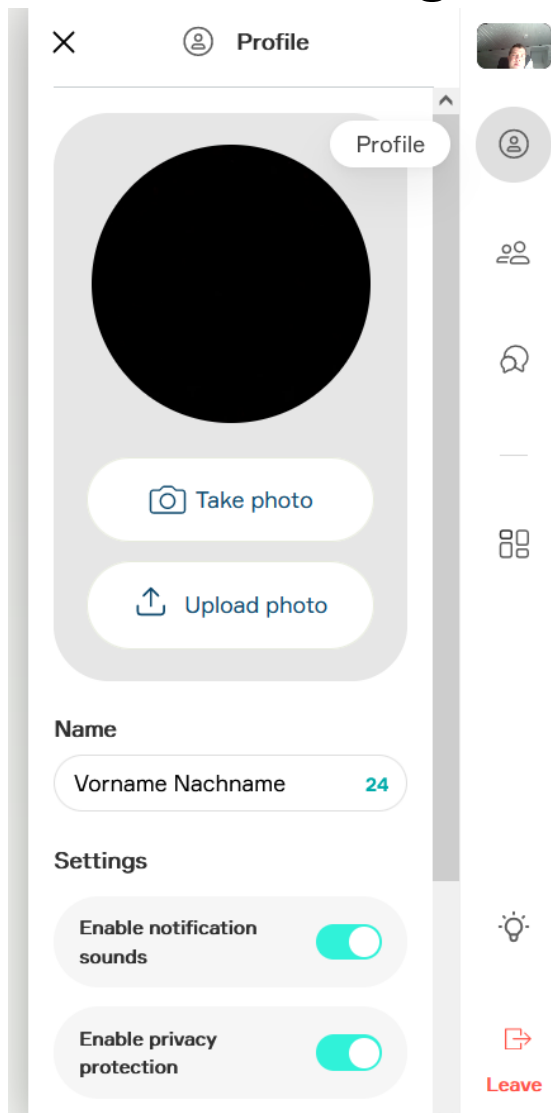 Profile
Profile
Take photo
Upload photo
Name
Vorname Nachname 24
Settings
Enable notification
sounds
Enable privacy
protection
Leave